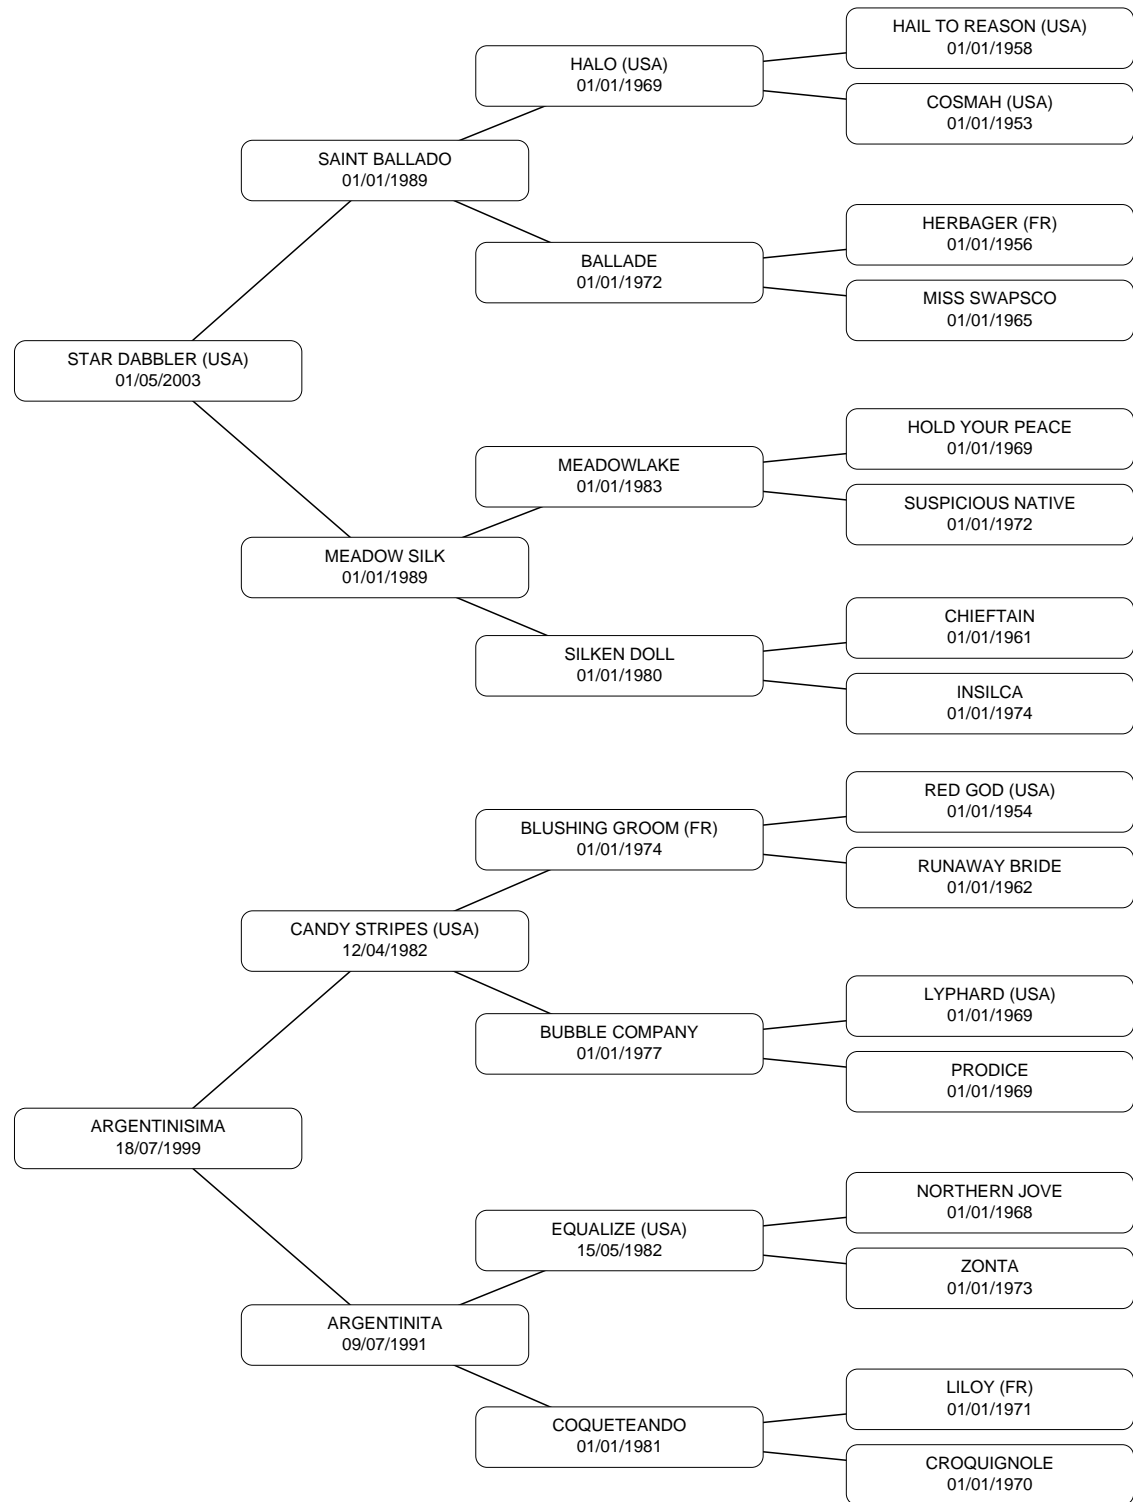 HAIL TO REASON (USA)
01/01/1958
HALO (USA)
01/01/1969
COSMAH (USA)
01/01/1953
SAINT BALLADO
01/01/1989
HERBAGER (FR)
01/01/1956
BALLADE
01/01/1972
MISS SWAPSCO
01/01/1965
STAR DABBLER (USA)
01/05/2003
HOLD YOUR PEACE
01/01/1969
MEADOWLAKE
01/01/1983
SUSPICIOUS NATIVE
01/01/1972
MEADOW SILK
01/01/1989
CHIEFTAIN
01/01/1961
SILKEN DOLL
01/01/1980
INSILCA
01/01/1974
RED GOD (USA)
01/01/1954
BLUSHING GROOM (FR)
01/01/1974
RUNAWAY BRIDE
01/01/1962
CANDY STRIPES (USA)
12/04/1982
LYPHARD (USA)
01/01/1969
BUBBLE COMPANY
01/01/1977
PRODICE
01/01/1969
ARGENTINISIMA
18/07/1999
NORTHERN JOVE
01/01/1968
EQUALIZE (USA)
15/05/1982
ZONTA
01/01/1973
ARGENTINITA
09/07/1991
LILOY (FR)
01/01/1971
COQUETEANDO
01/01/1981
CROQUIGNOLE
01/01/1970